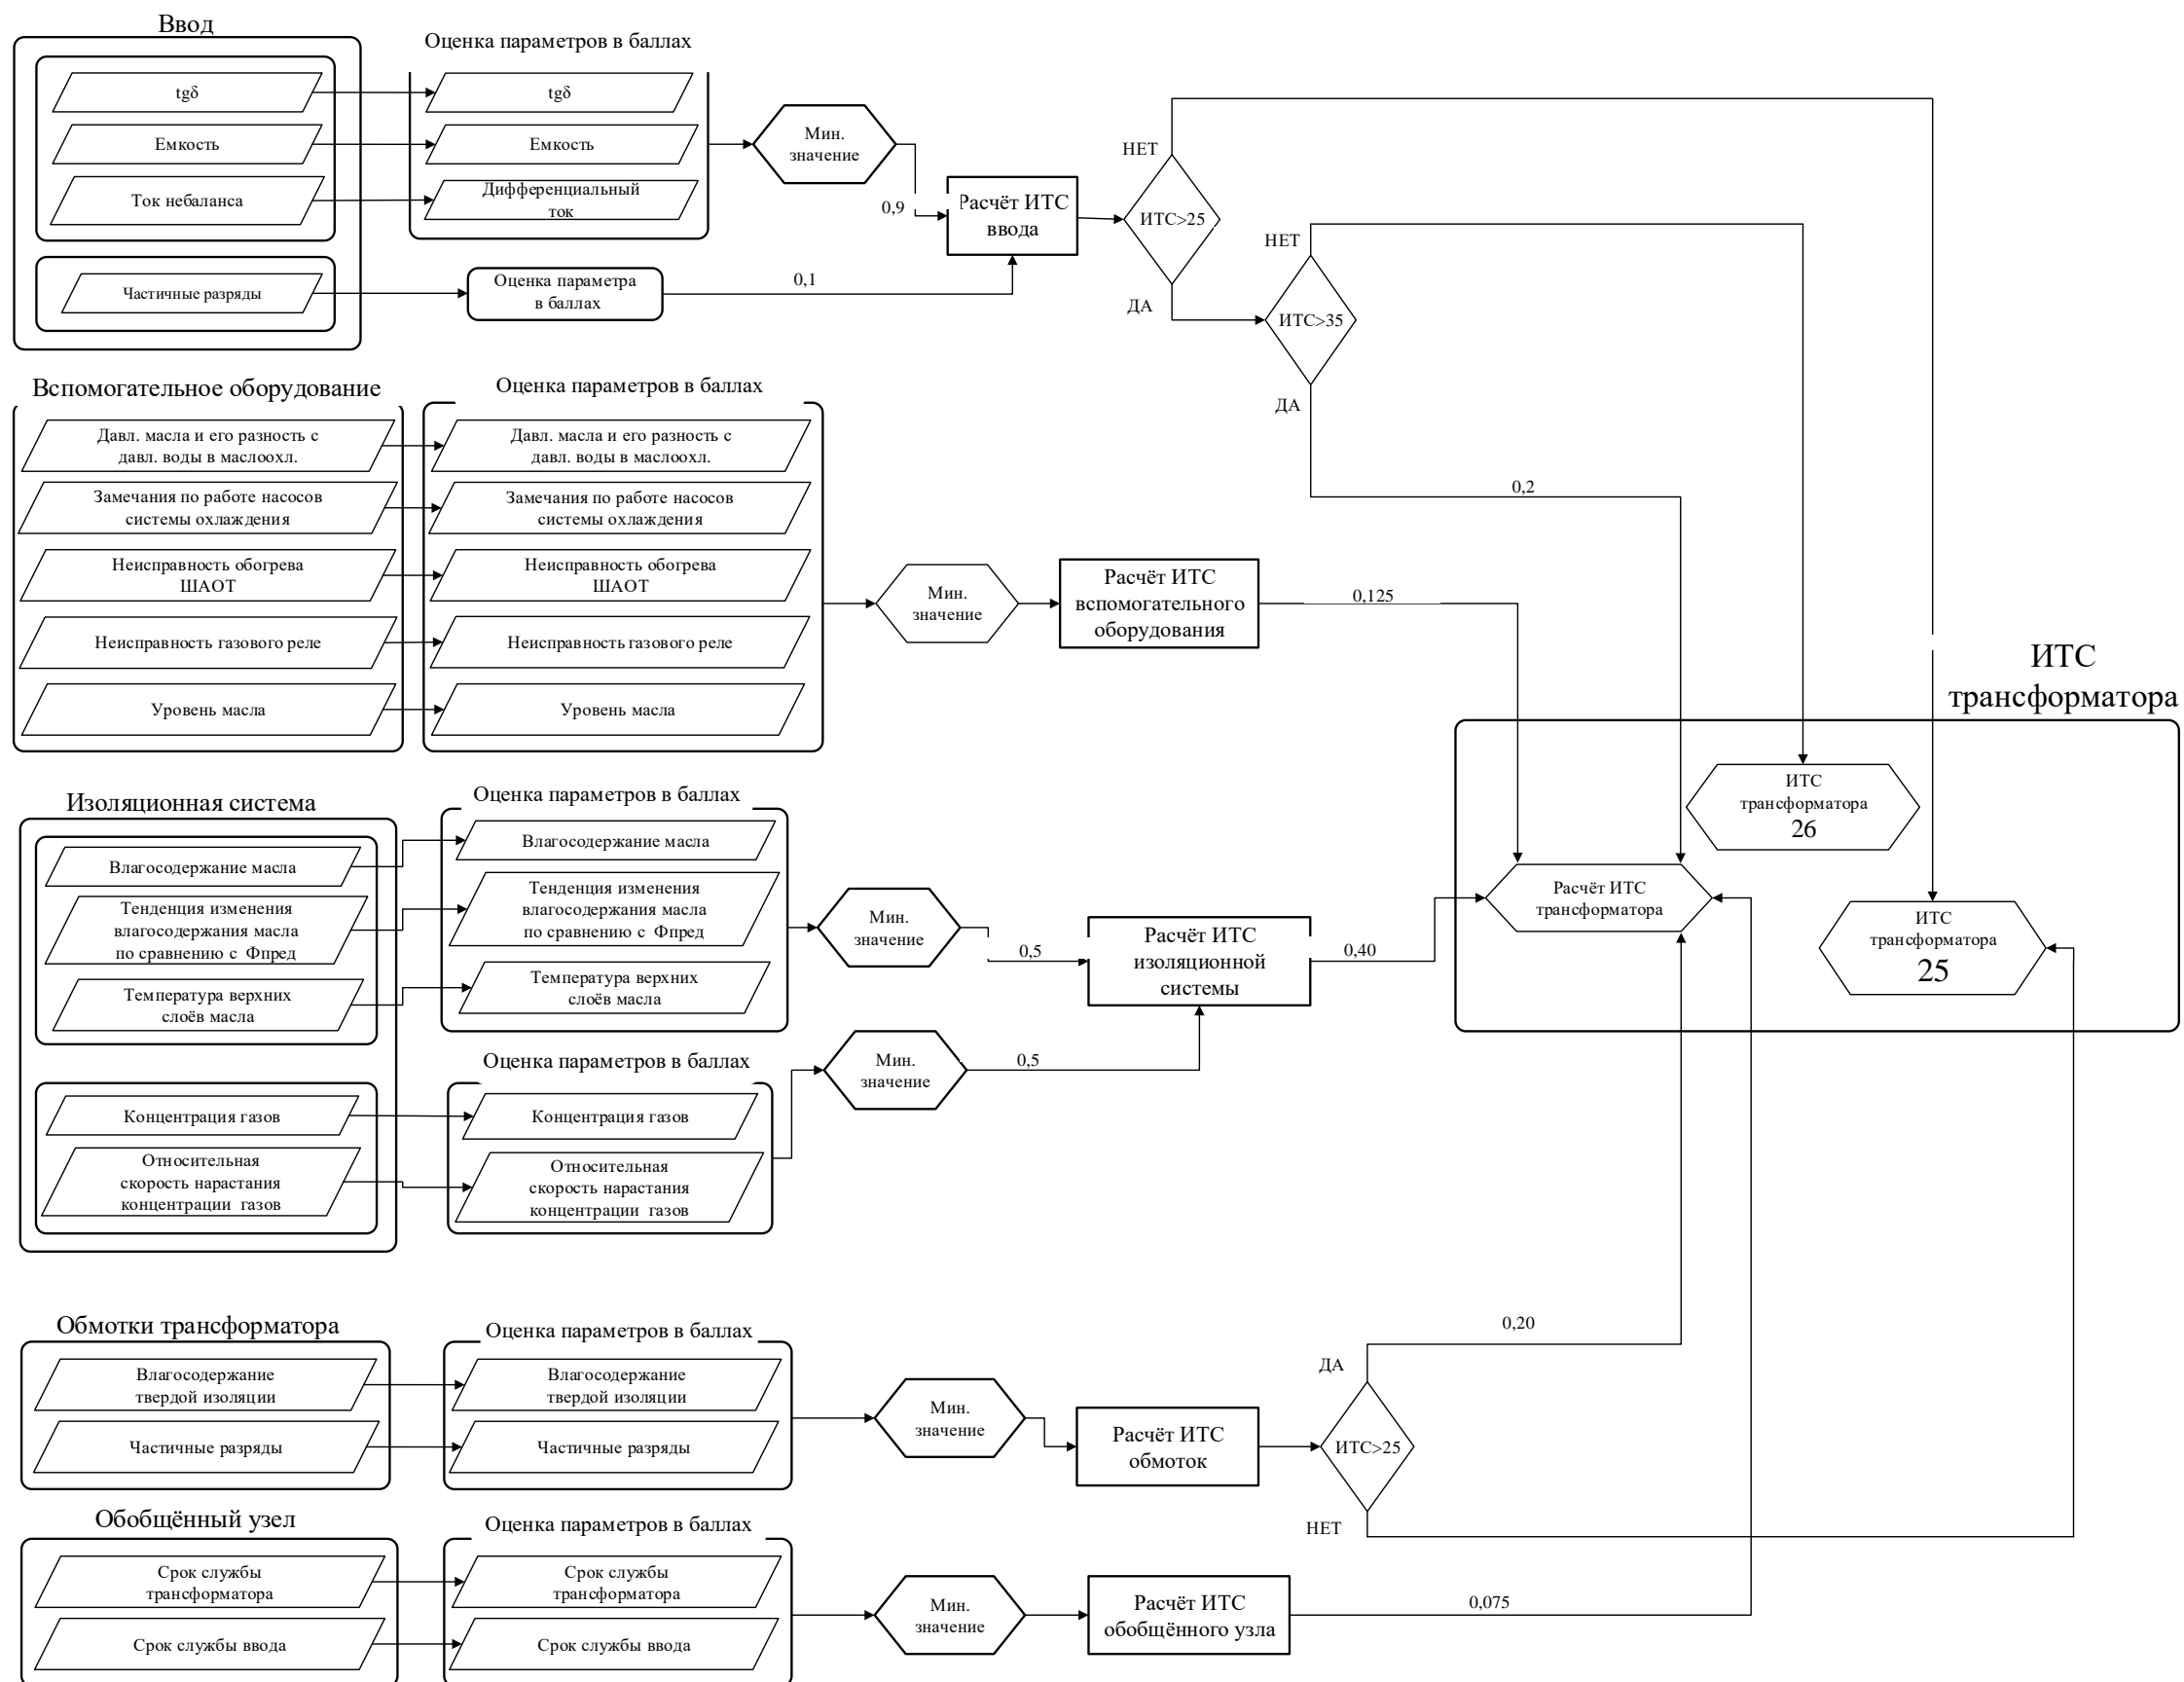 Ввод
Оценка параметров в баллах
tgδ
tgδ
Емкость
Емкость
Ток небаланса
Дифференциальный
ток
Мин.
значение
0,9
Расчёт ИТС
ввода
НЕТ
ИТС>25
ДА
НЕТ
ИТС>35
ДА
Частичные разряды
Оценка параметра
в баллах
0,1
0,2
Вспомогательное оборудование
Оценка параметров в баллах
Давл. масла и его разность с
давл. воды в маслоохл.
Давл. масла и его разность с
давл. воды в маслоохл.
Замечания по работе насосов
системы охлаждения
Замечания по работе насосов
системы охлаждения
Неисправность обогрева
ШАОТ
Неисправность обогрева
ШАОТ
Неисправность газового реле
Неисправность газового реле
Уровень масла
Уровень масла
Мин.
значение
Расчёт ИТС
вспомогательного
оборудования
0,125
ИТС
трансформатора
ИТС
трансформатора
26
Расчёт ИТС
трансформатора
ИТС
трансформатора
25
Изоляционная система
Оценка параметров в баллах
Влагосодержание масла
Влагосодержание масла
Тенденция изменения
влагосодержания масла
по сравнению с Фпред
Тенденция изменения
влагосодержания масла
по сравнению с Фпред
Температура верхних
слоёв масла
Температура верхних
слоёв масла
Мин.
значение
0,5
Расчёт ИТС
изоляционной
системы
0,40
Оценка параметров в баллах
Концентрация газов
Концентрация газов
Относительная
скорость нарастания
концентрации газов
Относительная
скорость нарастания
концентрации газов
Мин.
значение
0,5
Обмотки трансформатора
Оценка параметров в баллах
Влагосодержание
твердой изоляции
Влагосодержание
твердой изоляции
Частичные разряды
Частичные разряды
Мин.
значение
Расчёт ИТС
обмоток
ДА
ИТС>25
НЕТ
0,20
Обобщённый узел
Оценка параметров в баллах
Срок службы
трансформатора
Срок службы
трансформатора
Срок службы ввода
Срок службы ввода
Мин.
значение
Расчёт ИТС
обобщённого узла
0,075